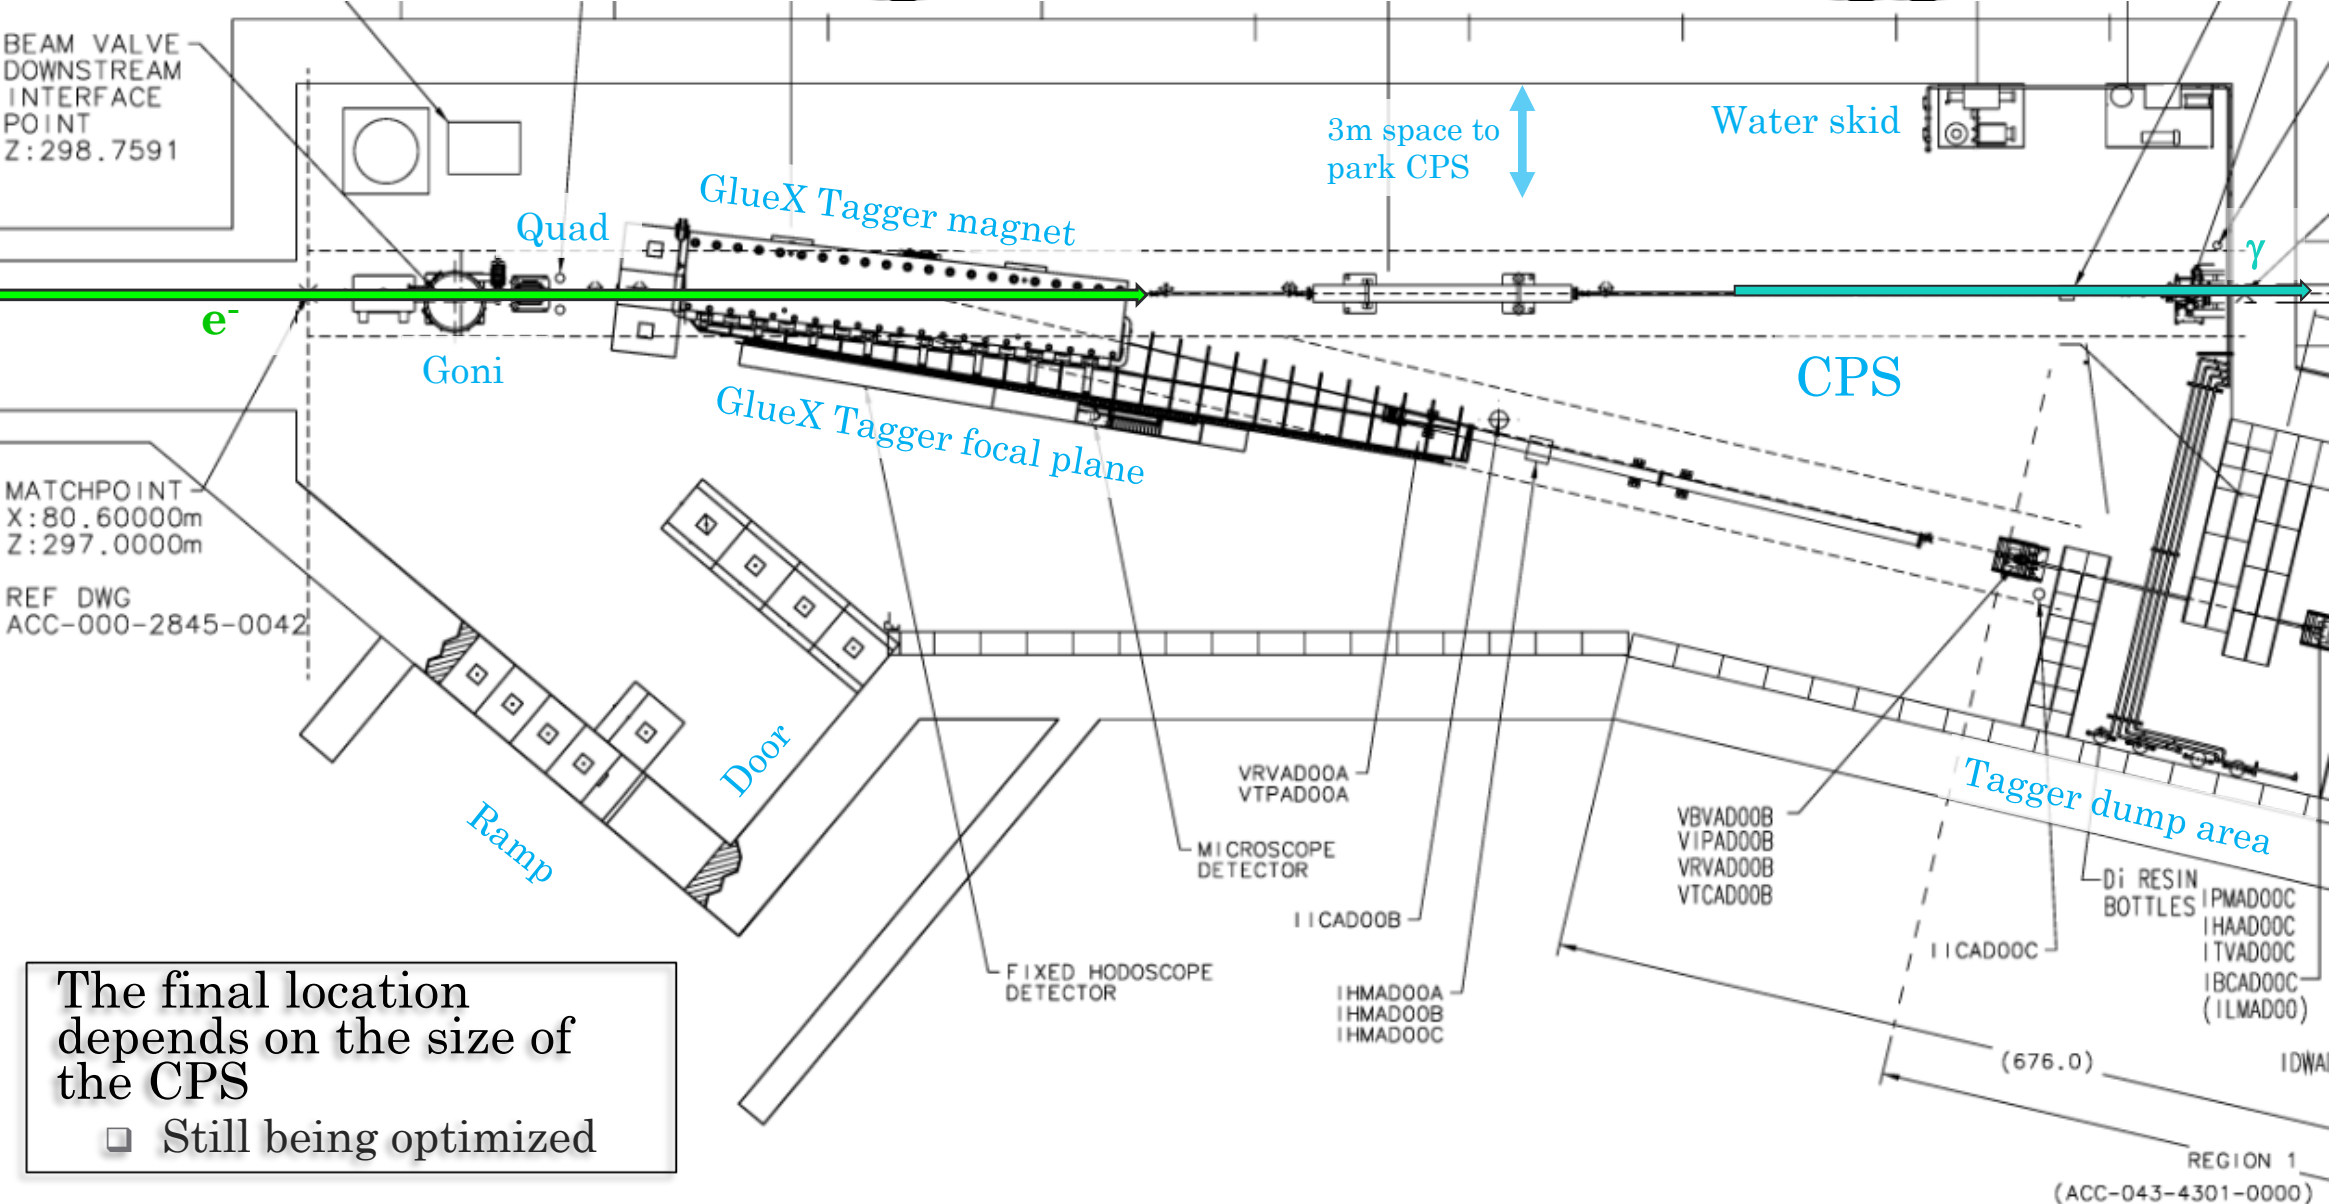 BEAM VALVE
DOWNSTREAM
INTERFACE
POINT
Z:298.7591
Quad
GlueX Tagger magnet
3m space to
park CPS
Water skid
γ
e-
Goni
GlueX Tagger focal plane
CPS
MATCHPOINT
X:80.60000m
Z:297.0000m
REF DWG
ACC-000-2845-0042
Door
Ramp
VRVAD00A
VTPAD00A
MICROSCOPE
DETECTOR
IICAD00B
FIXED HODOSCOPE
DETECTOR
IHMAD00A
IHMAD00B
IHMAD00C
VBVAD00B
VIPAD00B
VRVAD00B
VTCAD00B
Tagger dump area
Di RESIN
BOTTLES
IICAD00C
IPMAD00C
IHAAD00C
ITVAD00C
IBCAD00C
(ILMAD00)
(676.0)
REGION 1
(ACC-043-4301-0000)
The final location
depends on the size of
the CPS
Still being optimized